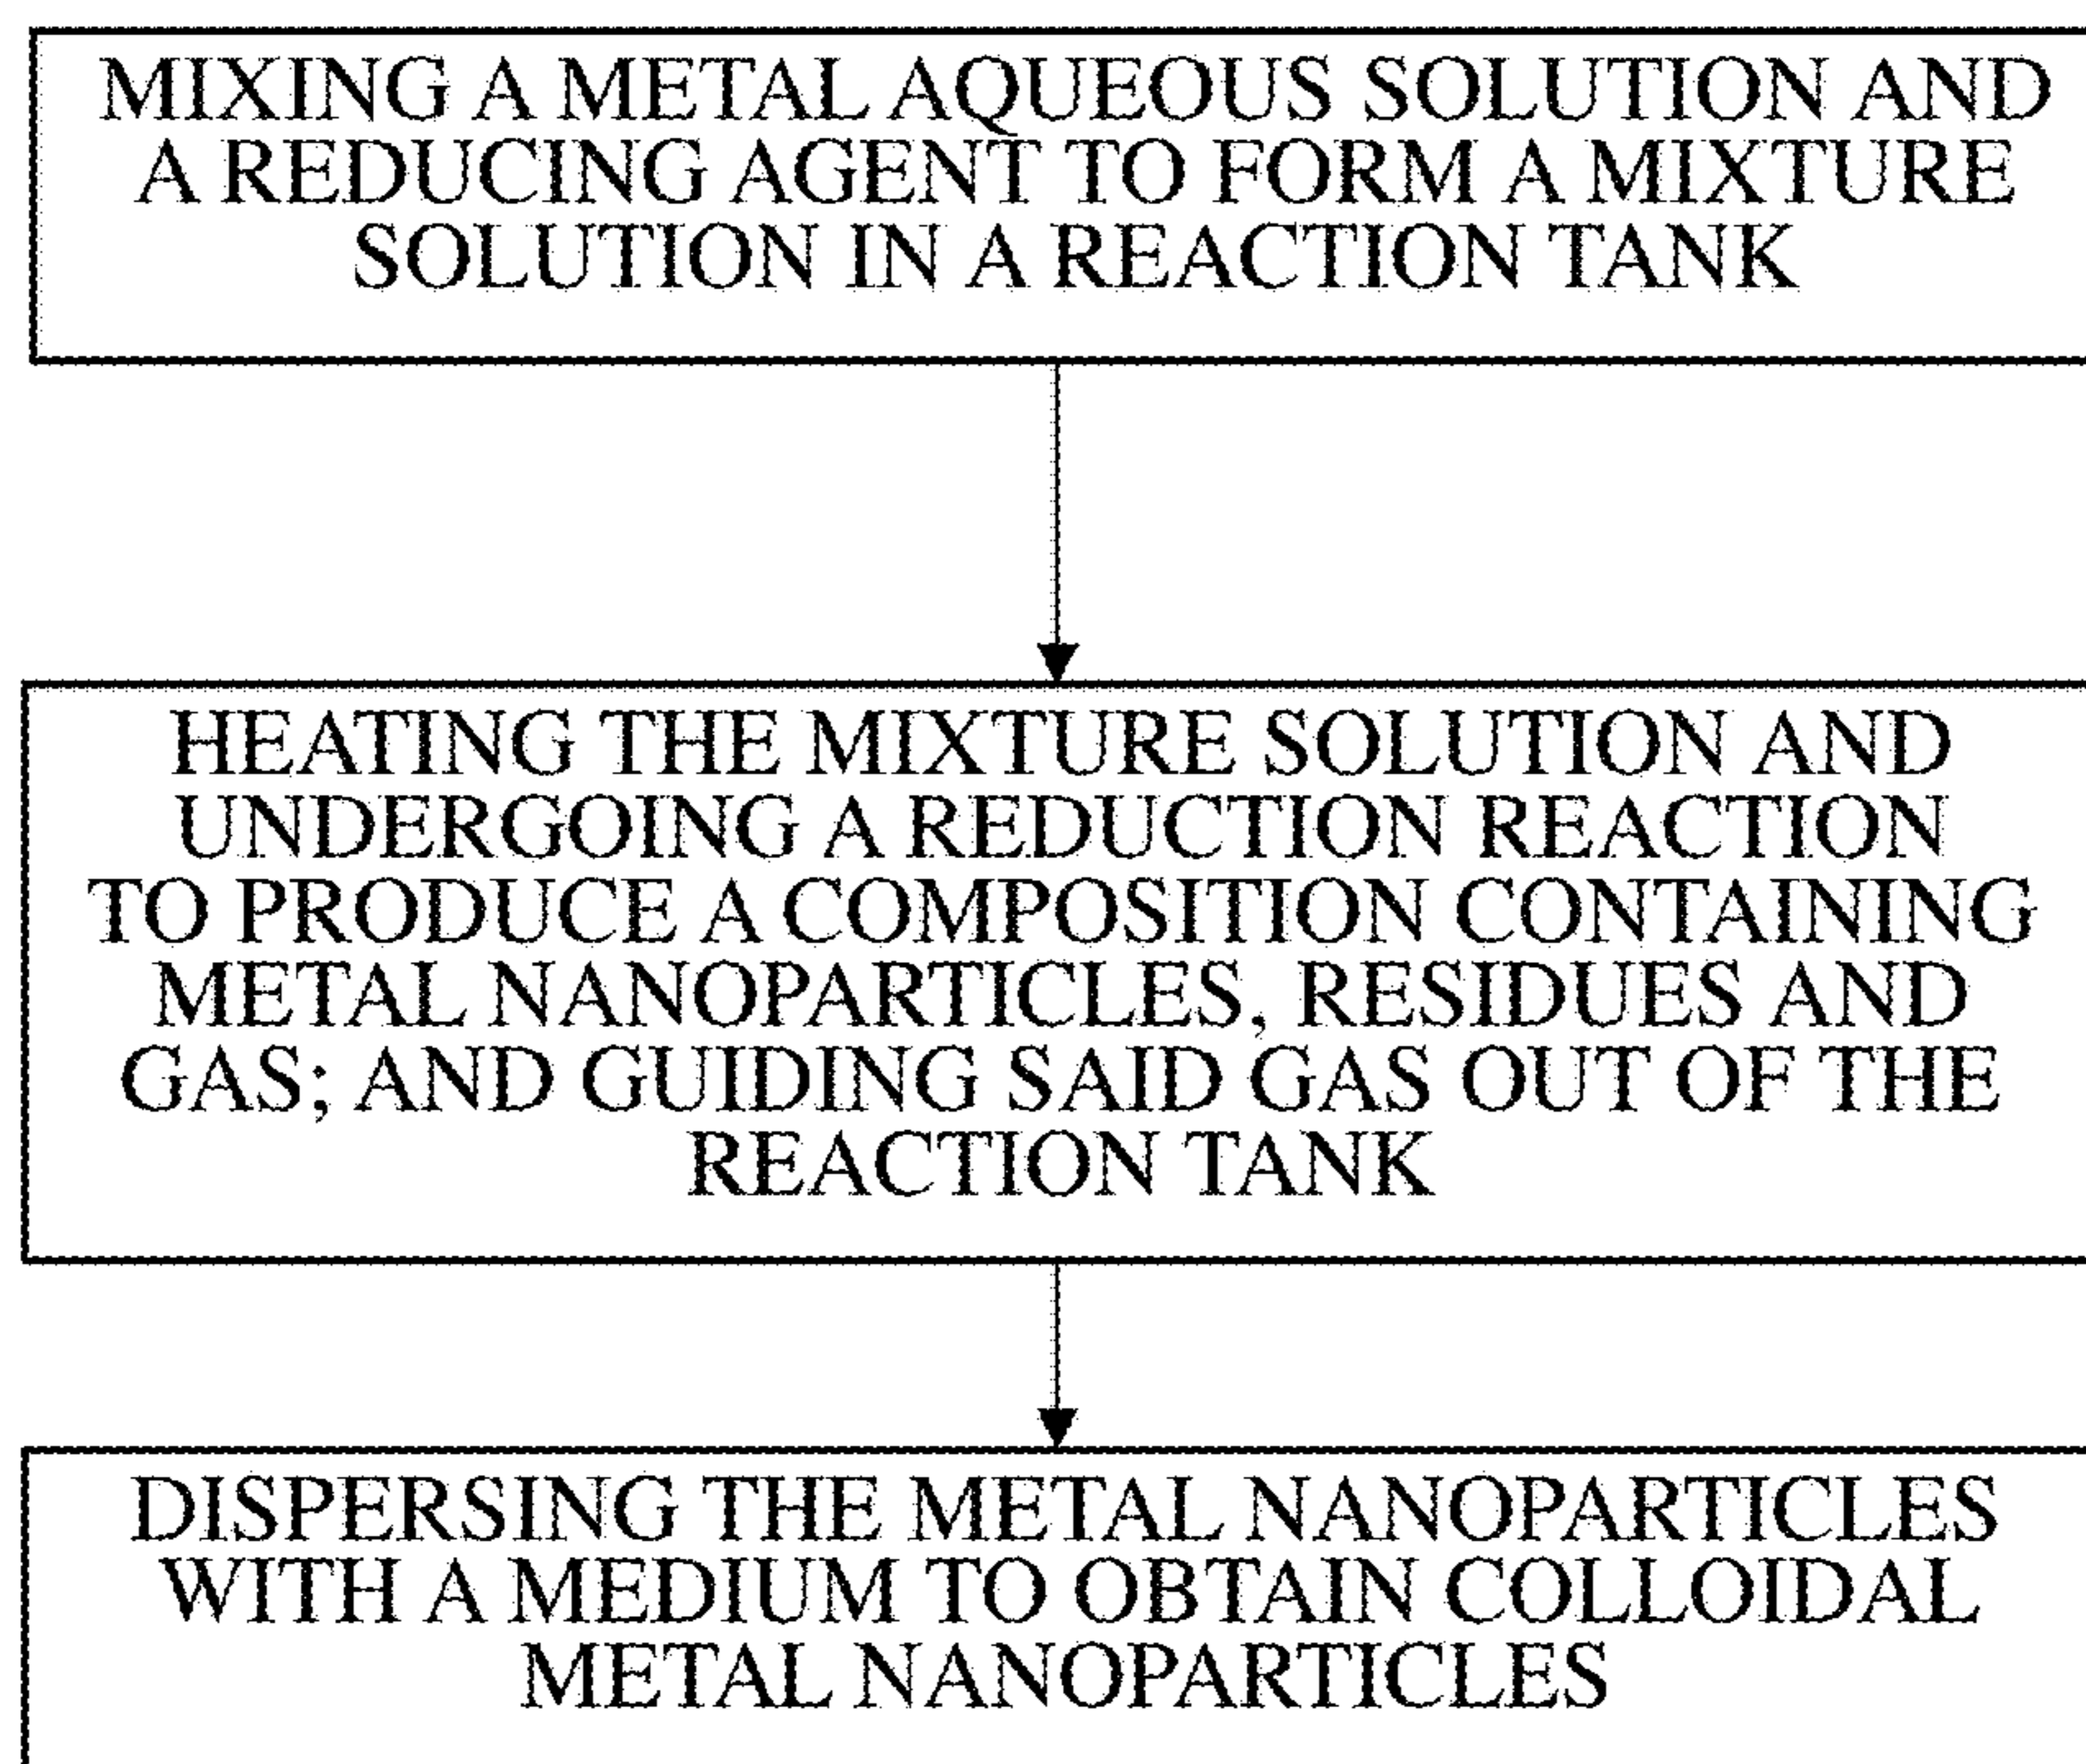 MIXING A METAL AQUEOUS SOLUTION AND
A REDUCING AGENT TO FORM A MIXTURE
SOLUTION IN A REACTION TANK
HEATING THE MIXTURE SOLUTION AND
UNDERGOING A REDUCTION REACTION
TO PRODUCE A COMPOSITION CONTAINING
METAL NANOPARTICLES, RESIDUES AND
GAS; AND GUIDING SAID GAS OUT OF THE
REACTION TANK
DISPERSING THE METAL NANOPARTICLES
WITH A MEDIUM TO OBTAIN COLLOIDAL
METAL NANOPARTICLES